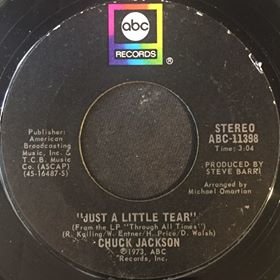 abc
RECORDS
Publisher:
American
Broadcasting
Music, Inc. &
T.C.B. Music
Co. (ASCAP)
(45-16487-S)
STEREO
ABC-11398
Time: 3:04
PRODUCED BY
STEVE BARRI
Arranged by
Michael Omartian
"JUST A LITTLE TEAR"
(From the LP "Through All Times")
(R. Kalling/W. Entner/H. Price/D. Walsh)
CHUCK JACKSON
©1973, ABC
Records, Inc.